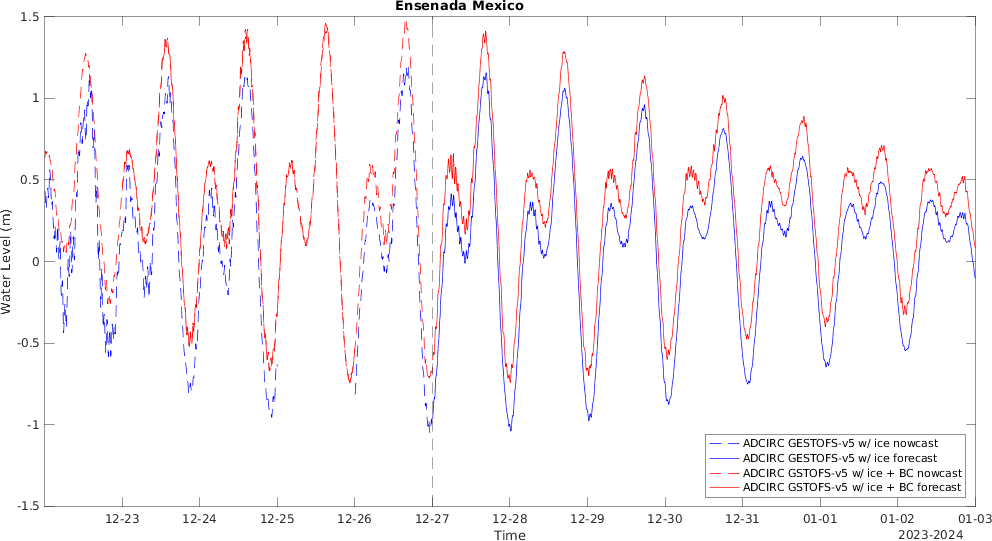 Ensenada Mexico
Water Level (m)
1.5
1
0.5
0
-0.5
-1
-1.5
ADCIRC GESTOFS-v5 w/ ice nowcast
ADCIRC GESTOFS-v5 w/ ice forecast
ADCIRC GSTOFS-v5 w/ ice + BC nowcast
ADCIRC GSTOFS-v5 w/ ice + BC forecast
12-23 12-24 12-25 12-26 12-27 12-28 12-29 12-30 12-31 01-01 01-02 01-03
Time
2023-2024